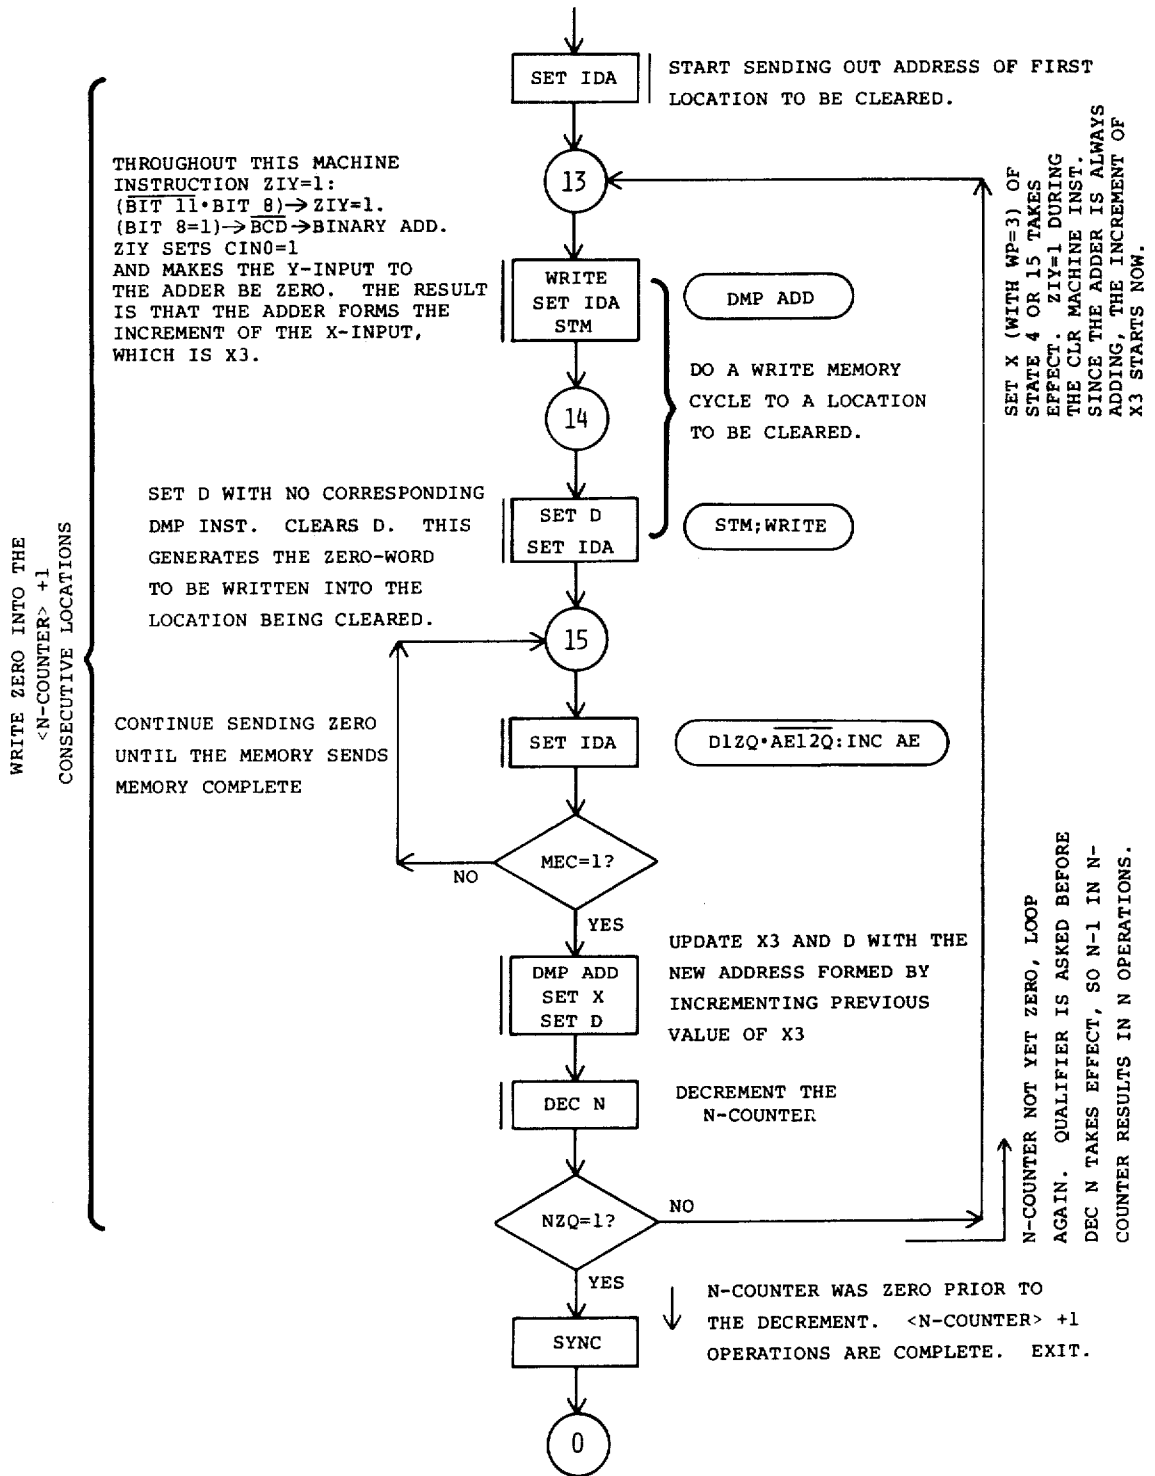 SET IDA
START SENDING OUT ADDRESS OF FIRST
LOCATION TO BE CLEARED.
13
THROUGHOUT THIS MACHINE
INSTRUCTION ZIY=1:
(BIT 11•BIT 8)→ZIY=1.
(BIT 8=1)→BCD→BINARY ADD.
ZIY SETS CIN0=1
AND MAKES THE Y-INPUT TO
THE ADDER BE ZERO. THE RESULT
IS THAT THE ADDER FORMS THE
INCREMENT OF THE X-INPUT,
WHICH IS X3.
SET X (WITH WP=3) OF
STATE 4 OR 15 TAKES
EFFECT. ZIY=1 DURING
THE CLR MACHINE INST.
SINCE THE ADDER IS ALWAYS
ADDING, THE INCREMENT OF
X3 STARTS NOW.
WRITE
SET IDA
STM
DMP ADD
DO A WRITE MEMORY
CYCLE TO A LOCATION
TO BE CLEARED.
14
SET D WITH NO CORRESPONDING
DMP INST. CLEARS D. THIS
GENERATES THE ZERO-WORD
TO BE WRITTEN INTO THE
LOCATION BEING CLEARED.
SET D
SET IDA
STM;WRITE
WRITE ZERO INTO THE
<N-COUNTER> +1
CONSECUTIVE LOCATIONS
15
CONTINUE SENDING ZERO
UNTIL THE MEMORY SENDS
MEMORY COMPLETE
SET IDA
D1ZQ•AE12Q:INC AE
MEC=1?
NO
YES
DMP ADD
SET X
SET D
UPDATE X3 AND D WITH THE
NEW ADDRESS FORMED BY
INCREMENTING PREVIOUS
VALUE OF X3
DEC N
DECREMENT THE
N-COUNTER
N-COUNTER NOT YET ZERO, LOOP
AGAIN. QUALIFIER IS ASKED BEFORE
DEC N TAKES EFFECT, SO N-1 IN N-
COUNTER RESULTS IN N OPERATIONS.
NZQ=1?
NO
YES
N-COUNTER WAS ZERO PRIOR TO
THE DECREMENT. <N-COUNTER> +1
OPERATIONS ARE COMPLETE. EXIT.
SYNC
0